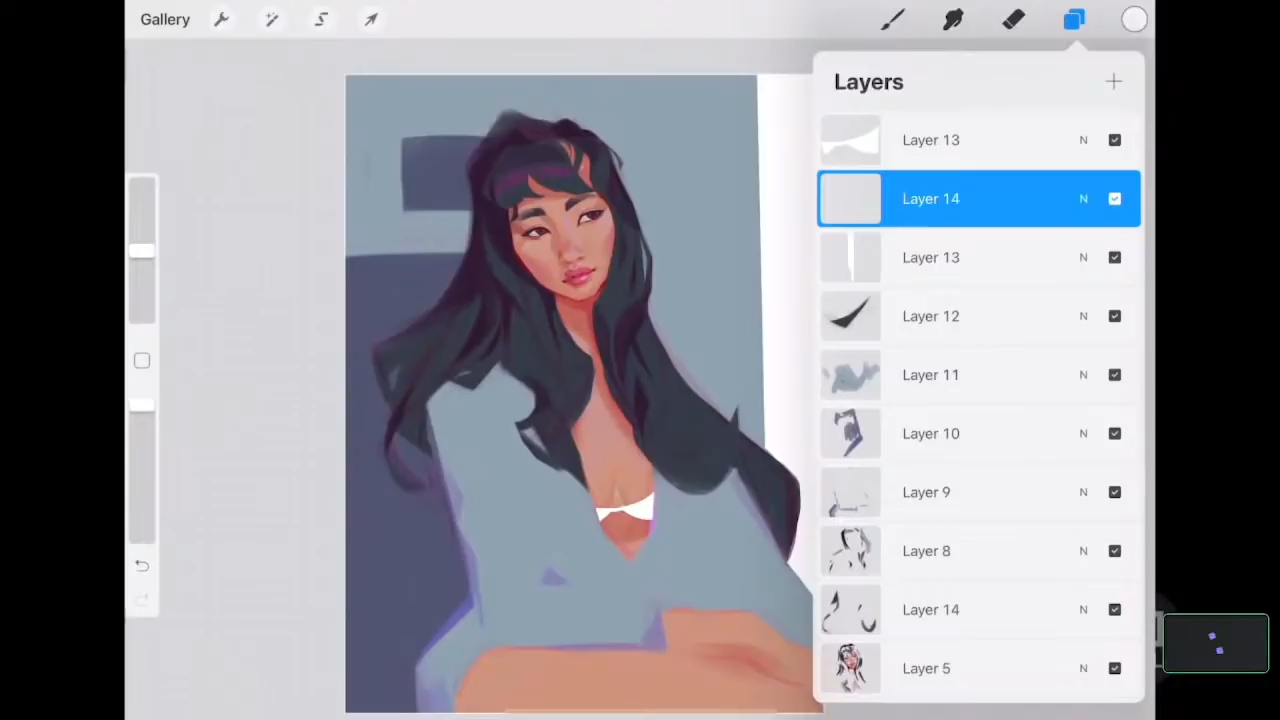 Gallery
Layers
Layer 13 N
Layer 14 N
Layer 13 N
Layer 12 N
Layer 11 N
Layer 10 N
Layer 9 N
Layer 8 N
Layer 14 N
Layer 5 N